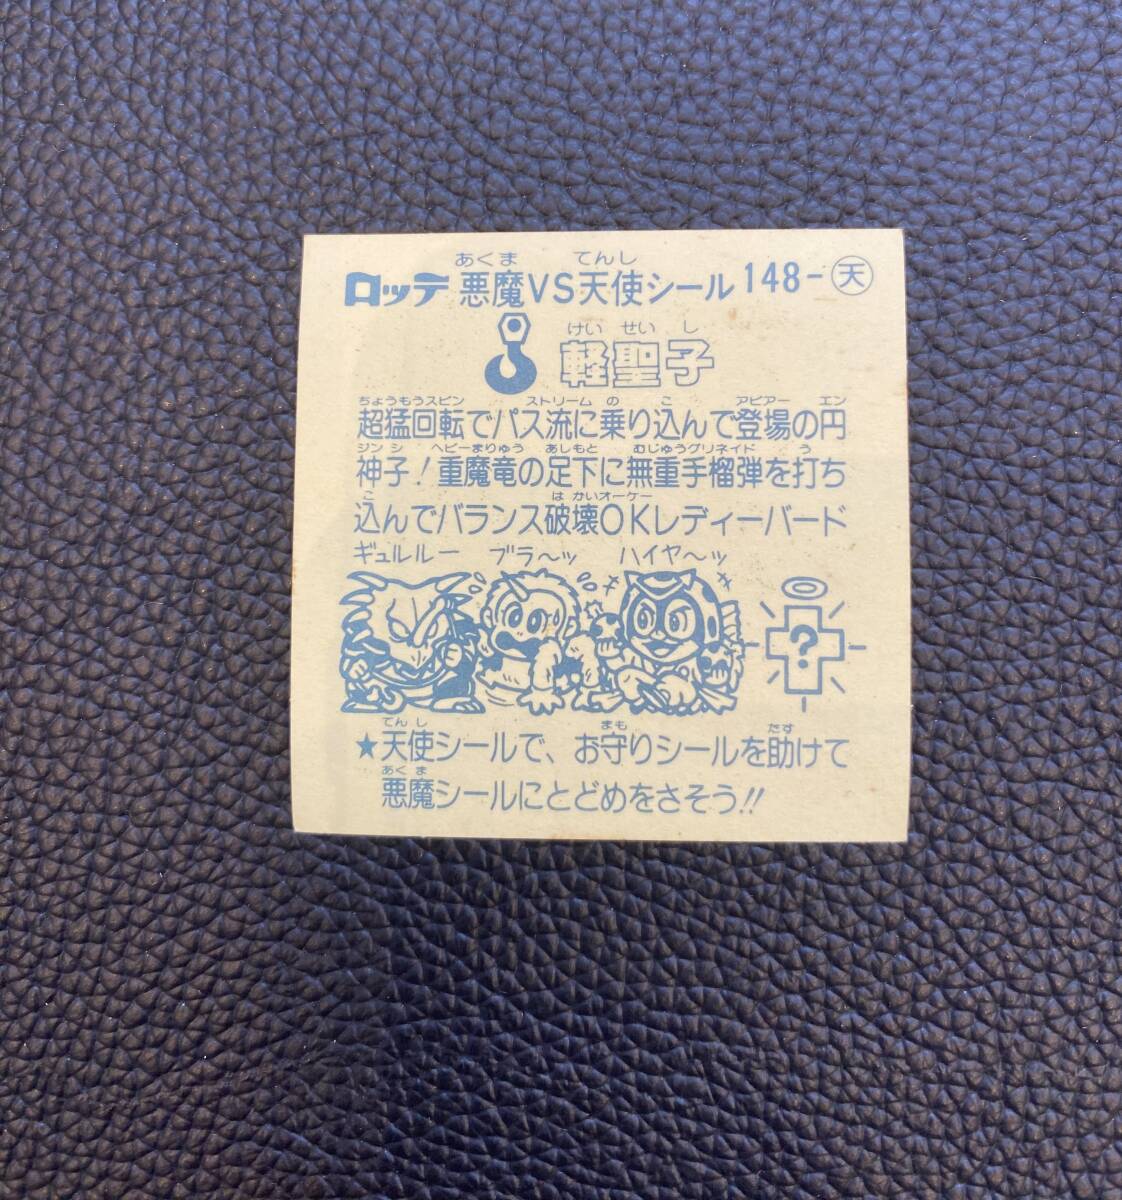 あくま てんし
ロッテ 悪魔VS天使シール 148-天
けい せい し
軽聖子
ちょうもうスピン ストリーム の こ アピアー エン
超猛回転でパス流に乗り込んで登場の円
ジン シ ヘビーまりゅう あしもと むじゅうグリネイド う
神子!重魔竜の足下に無重手榴弾を打ち
こ は かいオーケー
込んでバランス破壊OKレディーバード
ギュルルー ブラ〜ッ ハイヤ〜ッ
?
てんし まも たす
★天使シールで、お守りシールを助けて
あくま
悪魔シールにとどめをさそう!!